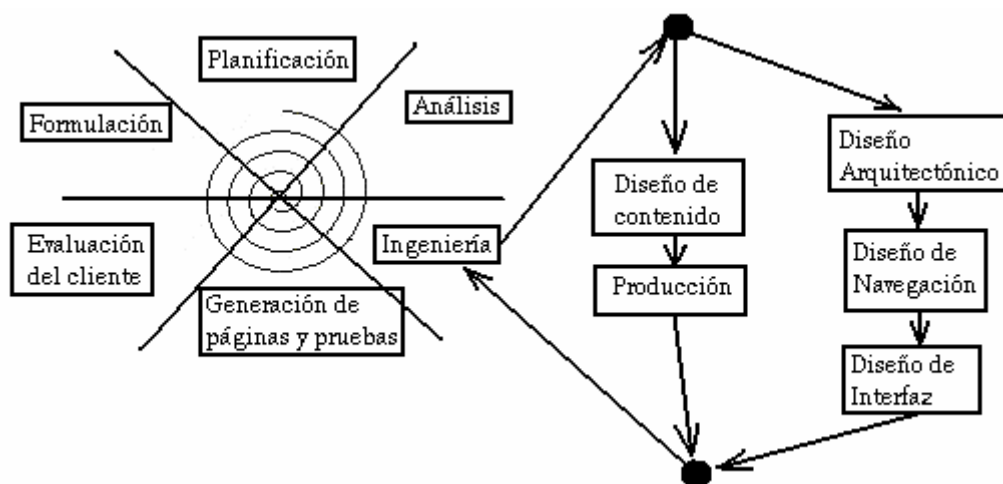 Planificación
Formulación
Análisis
Evaluación
del cliente
Ingeniería
Generación de
páginas y pruebas
Diseño de
contenido
Producción
Diseño
Arquitectónico
Diseño de
Navegación
Diseño de
Interfaz